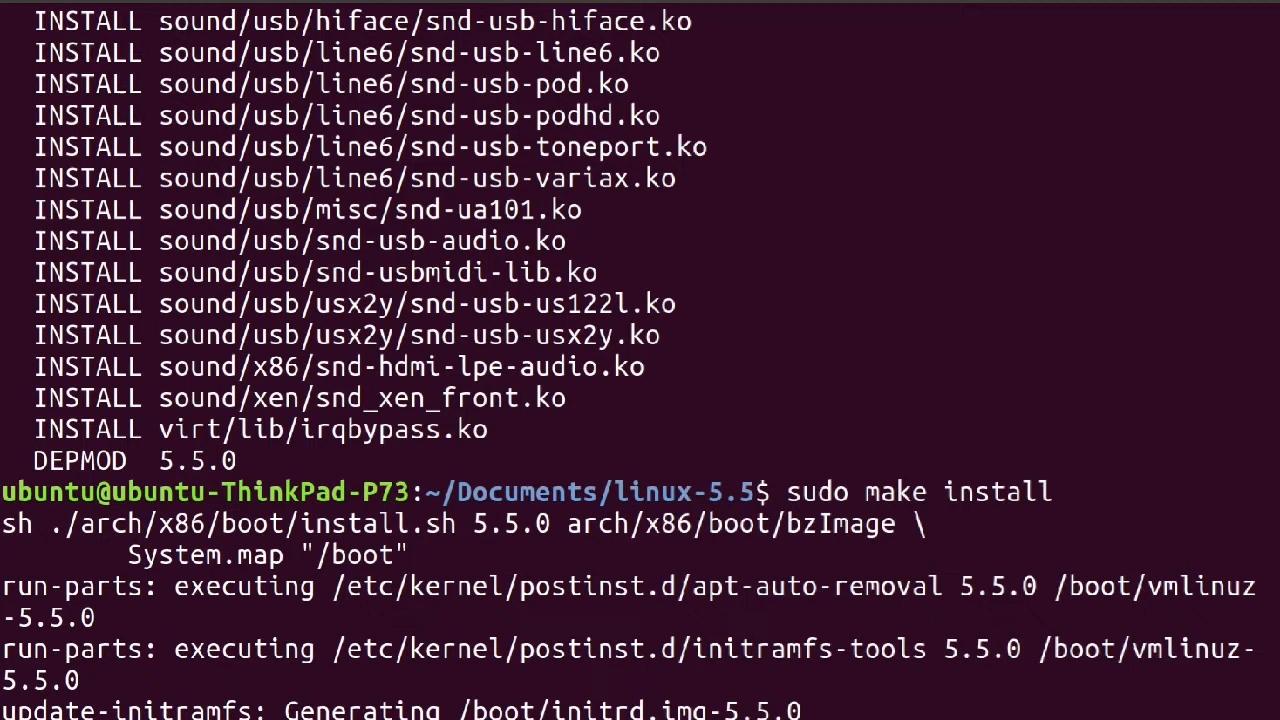 INSTALL sound/usb/hiface/snd-usb-hiface.ko
INSTALL sound/usb/line6/snd-usb-line6.ko
INSTALL sound/usb/line6/snd-usb-pod.ko
INSTALL sound/usb/line6/snd-usb-podhd.ko
INSTALL sound/usb/line6/snd-usb-toneport.ko
INSTALL sound/usb/line6/snd-usb-variax.ko
INSTALL sound/usb/misc/snd-ua101.ko
INSTALL sound/usb/snd-usb-audio.ko
INSTALL sound/usb/snd-usbmidi-lib.ko
INSTALL sound/usb/usx2y/snd-usb-us122l.ko
INSTALL sound/usb/usx2y/snd-usb-usx2y.ko
INSTALL sound/x86/snd-hdmi-lpe-audio.ko
INSTALL sound/xen/snd_xen_front.ko
INSTALL virt/lib/irqbypass.ko
DEPMOD 5.5.0
ubuntu@ubuntu-ThinkPad-P73:~/Documents/linux-5.5$ sudo make install
sh ./arch/x86/boot/install.sh 5.5.0 arch/x86/boot/bzImage \
System.map "/boot"
run-parts: executing /etc/kernel/postinst.d/apt-auto-removal 5.5.0 /boot/vmlinuz
-5.5.0
run-parts: executing /etc/kernel/postinst.d/initramfs-tools 5.5.0 /boot/vmlinuz-
5.5.0
update-initramfs: Generating /boot/initrd.img-5.5.0